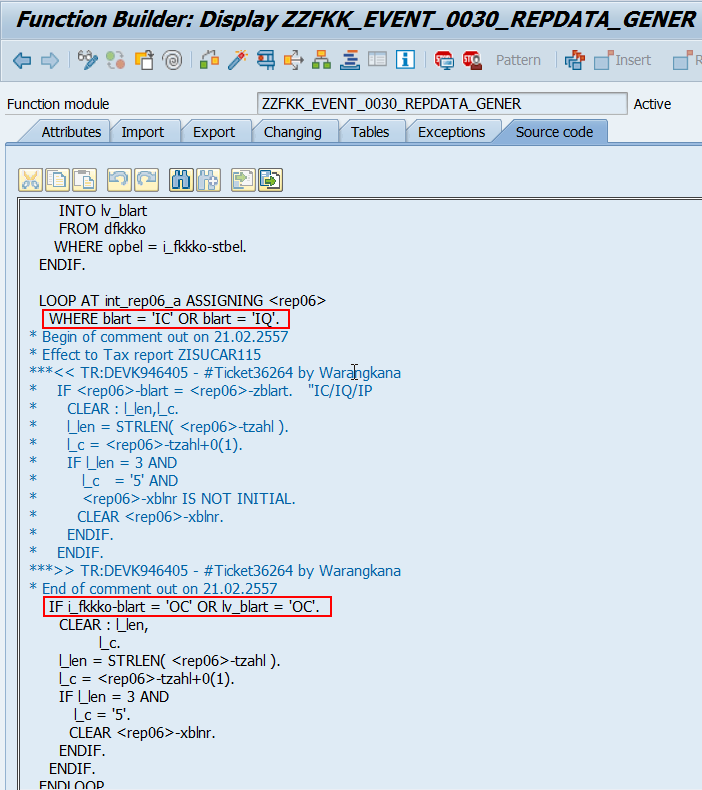 Function Builder: Display ZZFKK_EVENT_0030_REPDATA_GENER
Pattern Insert
Function module ZZFKK_EVENT_0030_REPDATA_GENER Active
Attributes Import Export Changing Tables Exceptions Source code
INTO lv_blart
FROM dfkkko
WHERE opbel = i_fkkko-stbel.
ENDIF.
LOOP AT int_rep06_a ASSIGNING <rep06>
WHERE blart = 'IC' OR blart = 'IQ'.
* Begin of comment out on 21.02.2557
* Effect to Tax report ZISUCAR115
***<< TR:DEVK946405 - #Ticket36264 by Warangkana
* IF <rep06>-blart = <rep06>-zblart. "IC/IQ/IP
* CLEAR : l_len,l_c.
* l_len = STRLEN( <rep06>-tzahl ).
* l_c = <rep06>-tzahl+0(1).
* IF l_len = 3 AND
* l_c = '5' AND
* <rep06>-xblnr IS NOT INITIAL.
* CLEAR <rep06>-xblnr.
* ENDIF.
* ENDIF.
***>> TR:DEVK946405 - #Ticket36264 by Warangkana
* End of comment out on 21.02.2557
IF i_fkkko-blart = 'OC' OR lv_blart = 'OC'.
CLEAR : l_len,
l_c.
l_len = STRLEN( <rep06>-tzahl ).
l_c = <rep06>-tzahl+0(1).
IF l_len = 3 AND
l_c = '5'.
CLEAR <rep06>-xblnr.
ENDIF.
ENDIF.
ENDLOOP